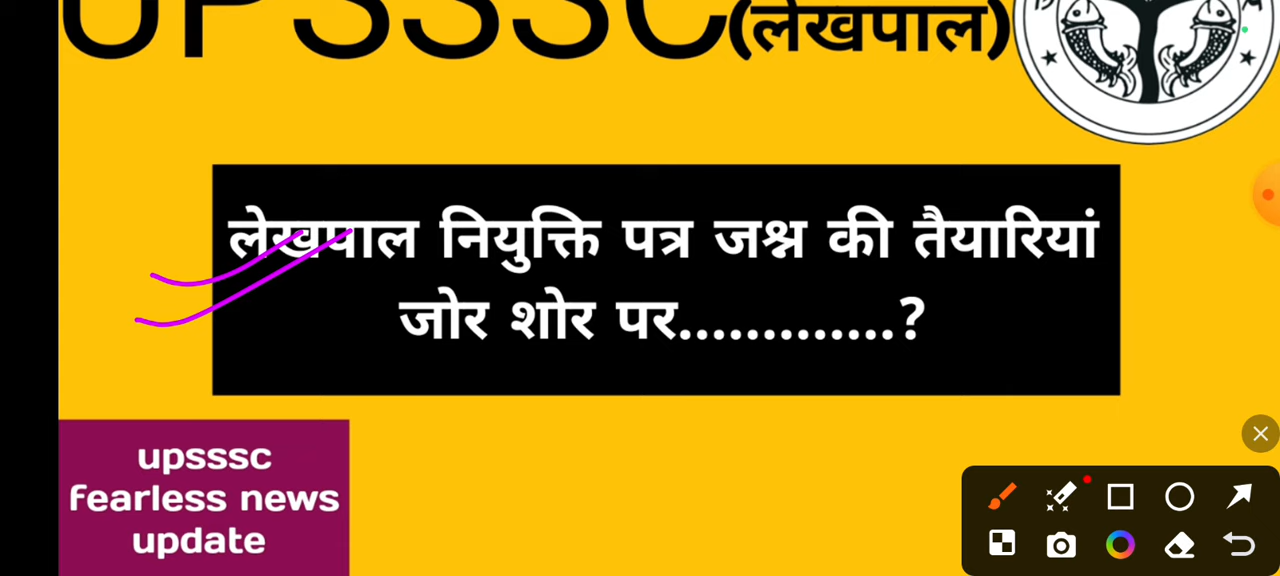 UPSSSC(लेखपाल)
लेखपाल नियुक्ति पत्र जश्न की तैयारियां
जोर शोर पर.............?
upsssc
fearless news
update